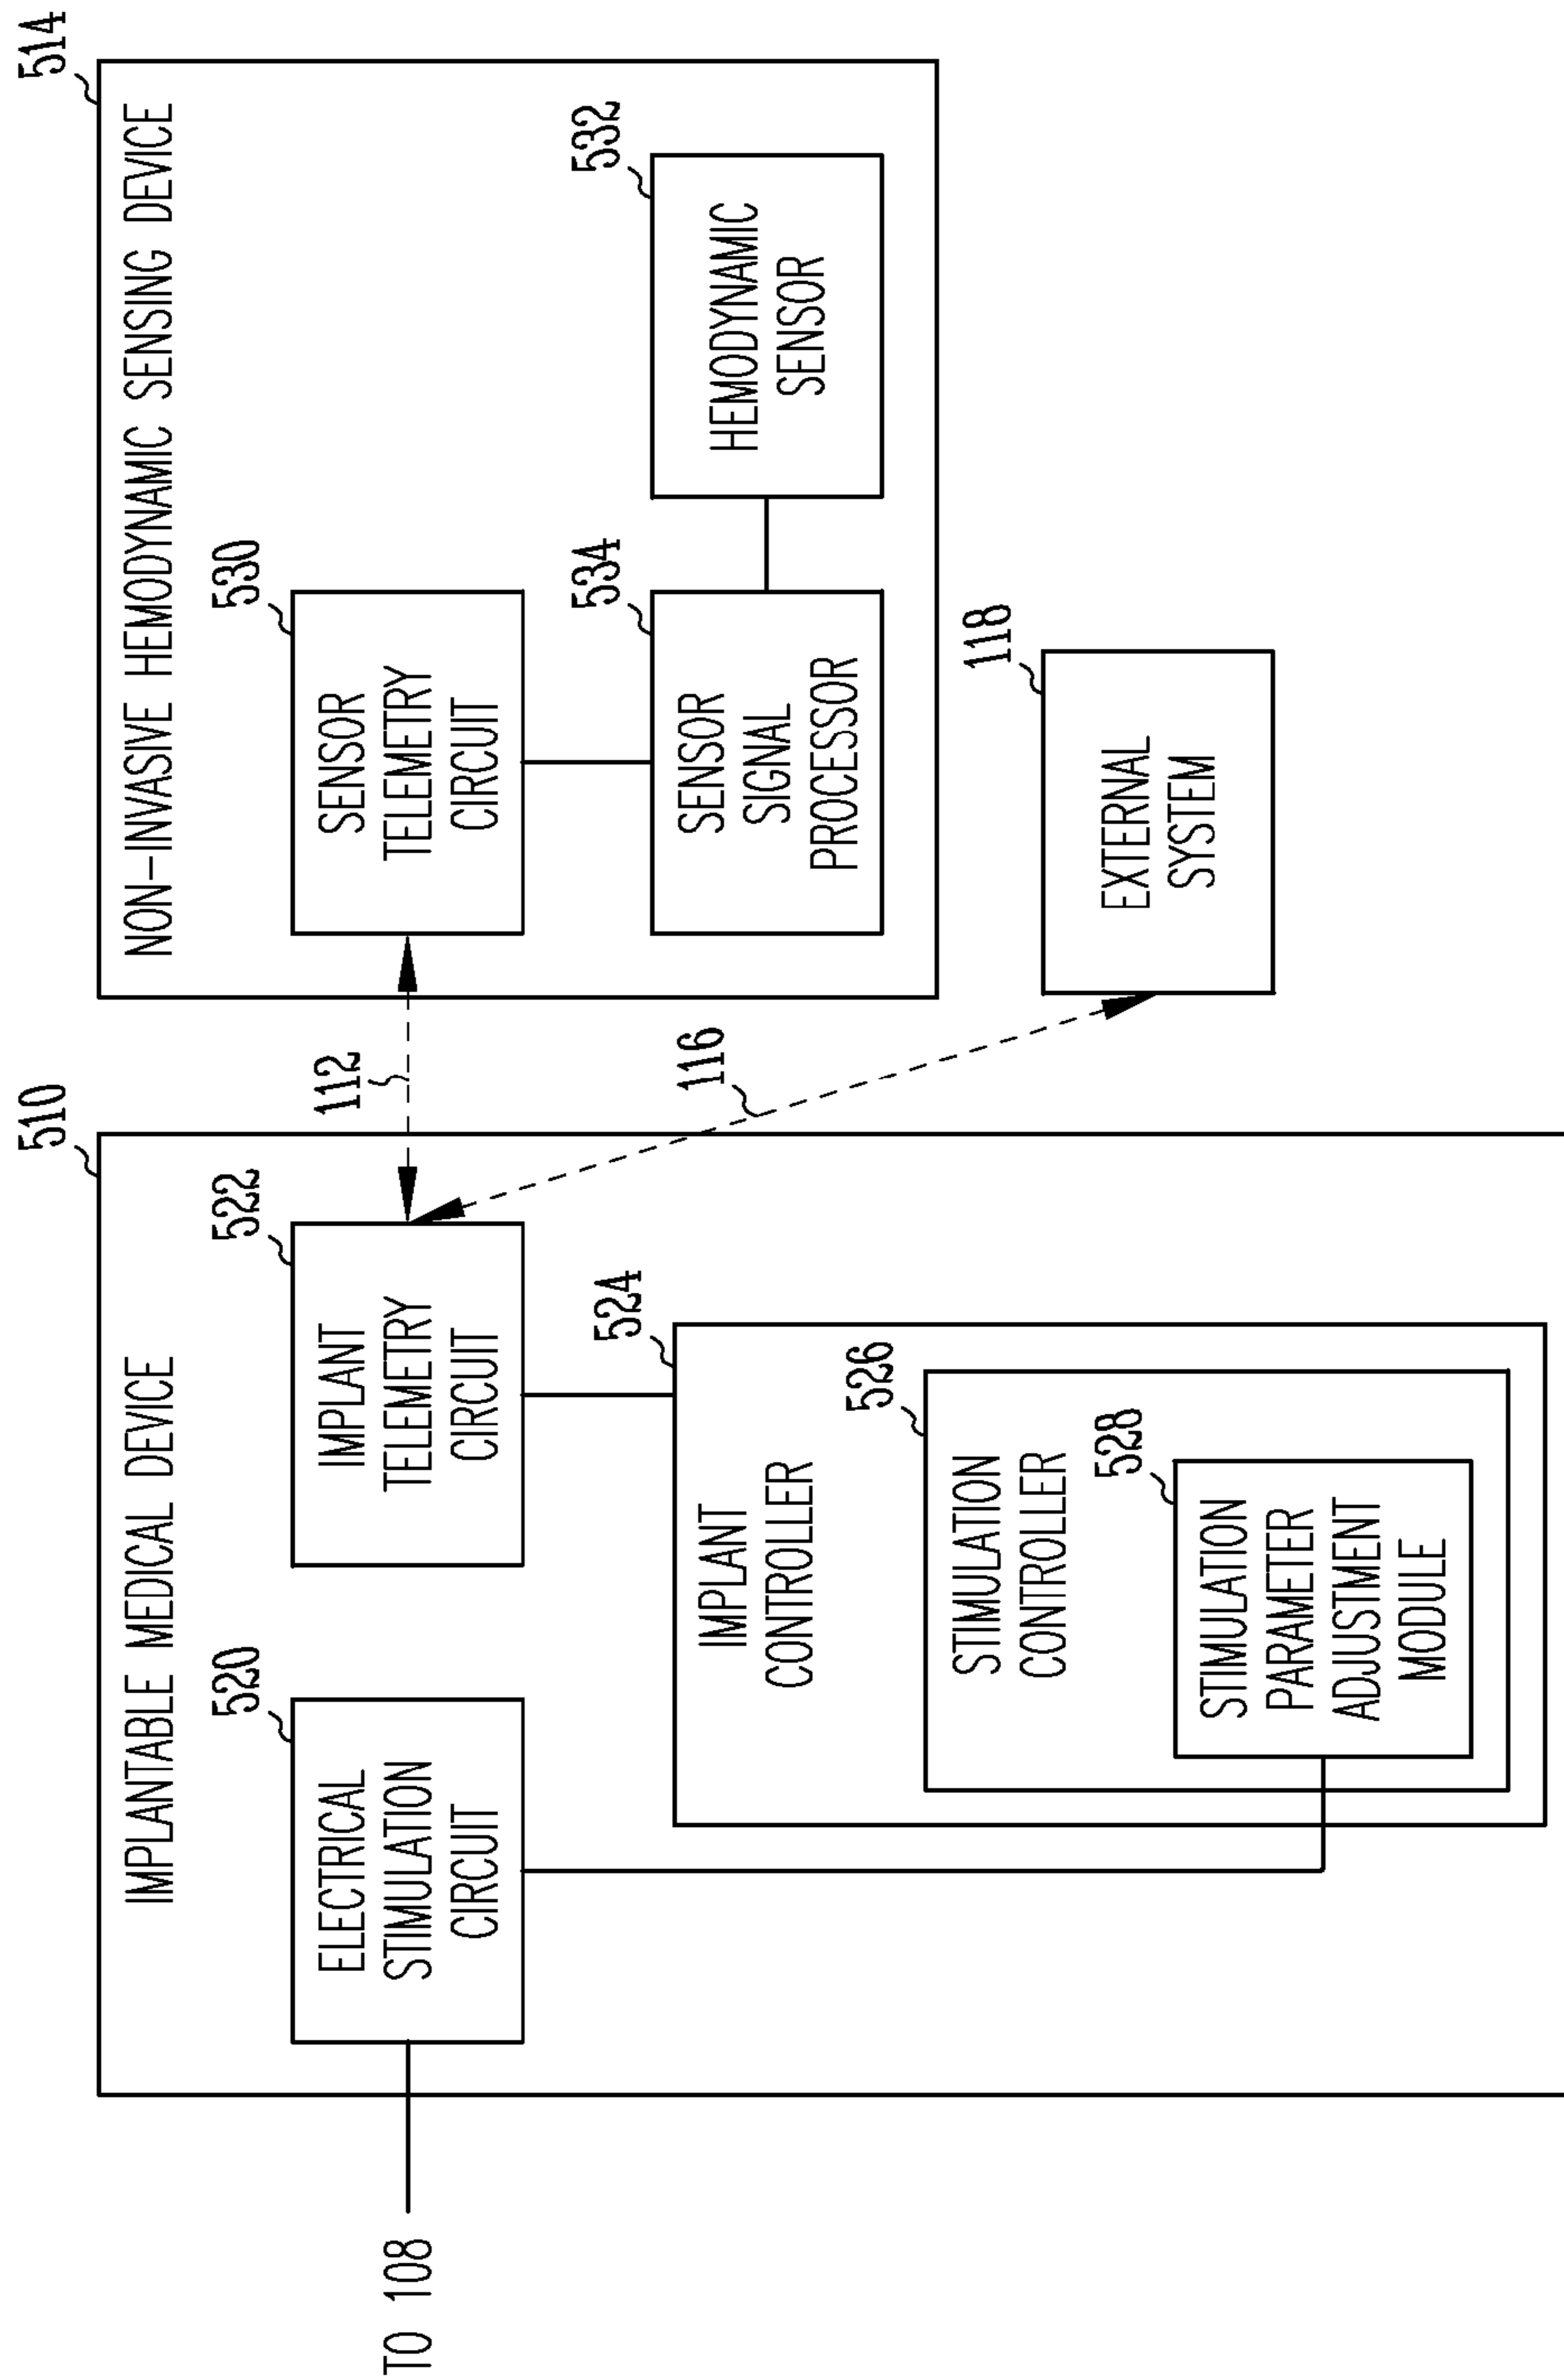 514
NON-INVASIVE HEMODYNAMIC SENSING DEVICE
530
SENSOR
TELEMETRY
CIRCUIT
534
SENSOR
SIGNAL
PROCESSOR
532
HEMODYNAMIC
SENSOR
118
EXTERNAL
SYSTEM
112
116
510
IMPLANTABLE MEDICAL DEVICE
522
IMPLANT
TELEMETRY
CIRCUIT
520
ELECTRICAL
STIMULATION
CIRCUIT
524
IMPLANT
CONTROLLER
526
STIMULATION
CONTROLLER
528
STIMULATION
PARAMETER
ADJUSTMENT
MODULE
TO 108